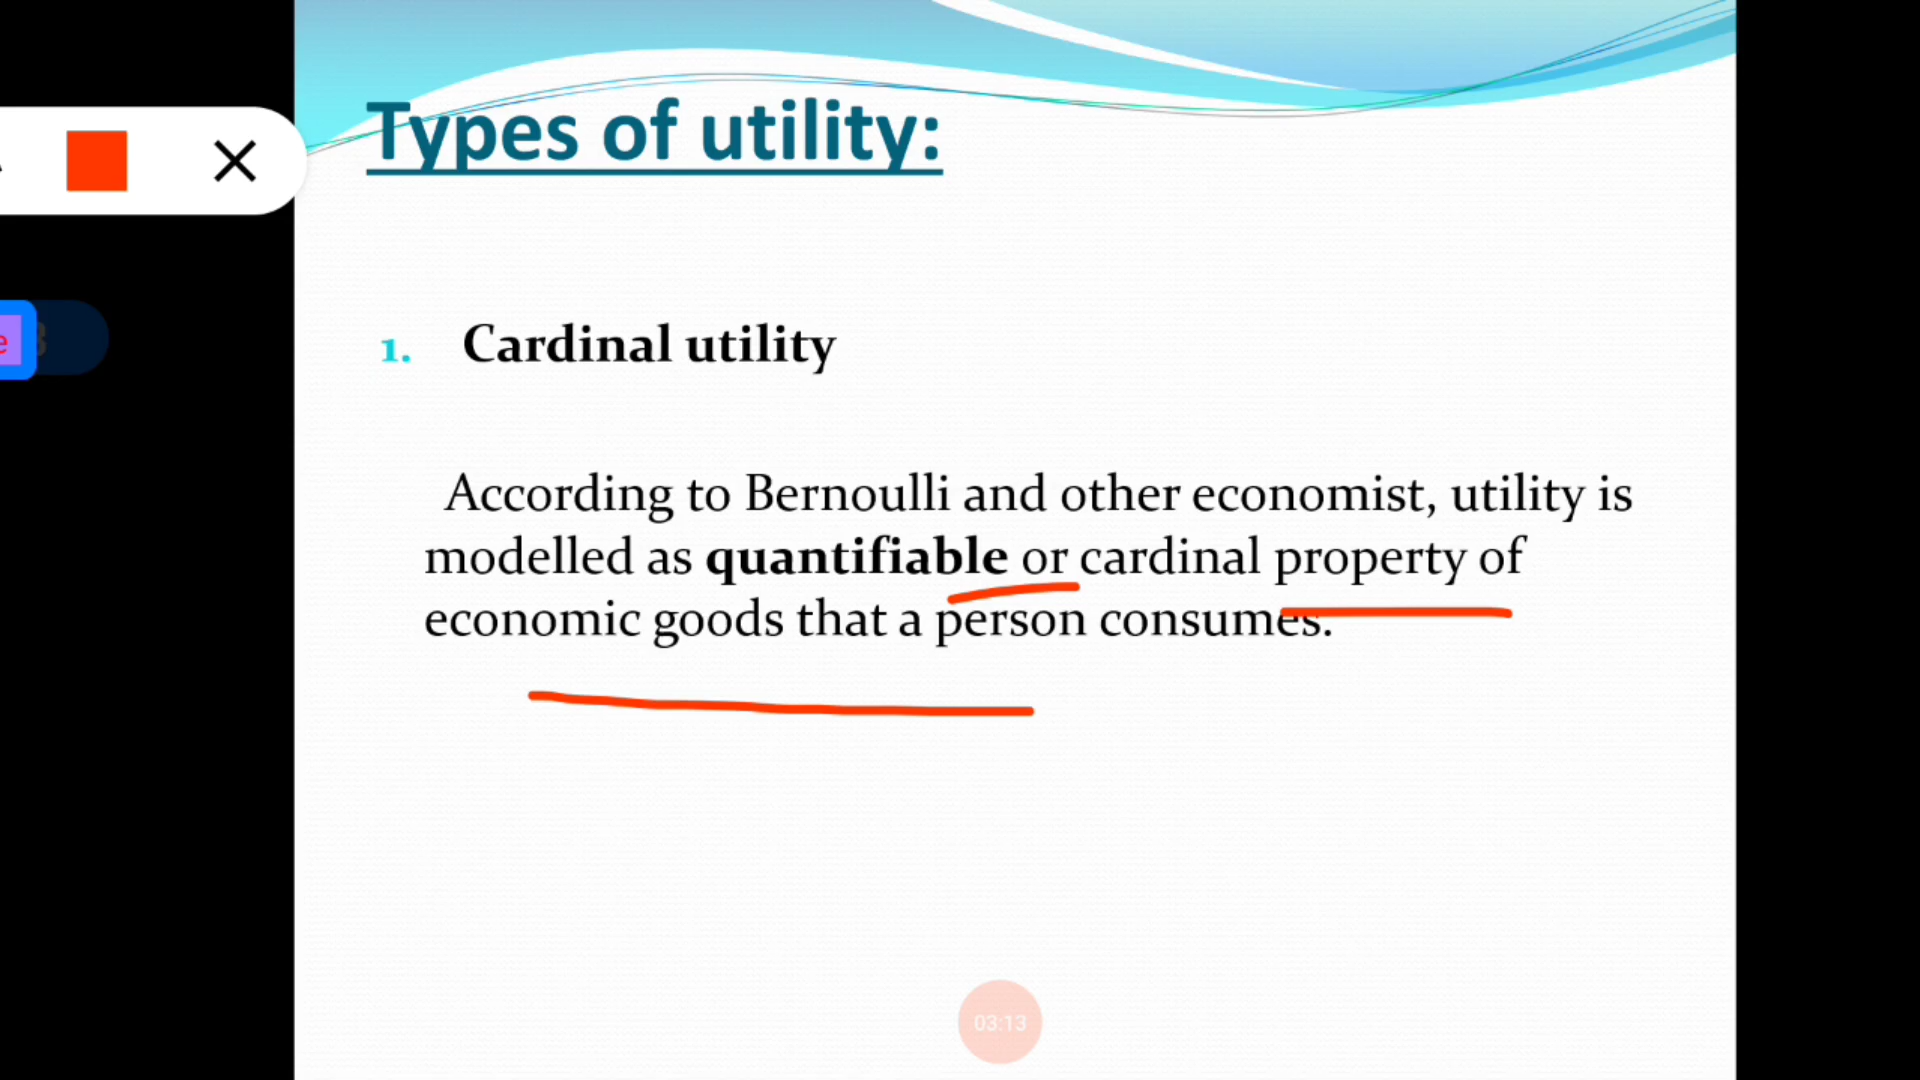 Types of utility:
e
1. Cardinal utility
According to Bernoulli and other economist, utility is
modelled as quantifiable or cardinal property of
economic goods that a person consumes.
03:13